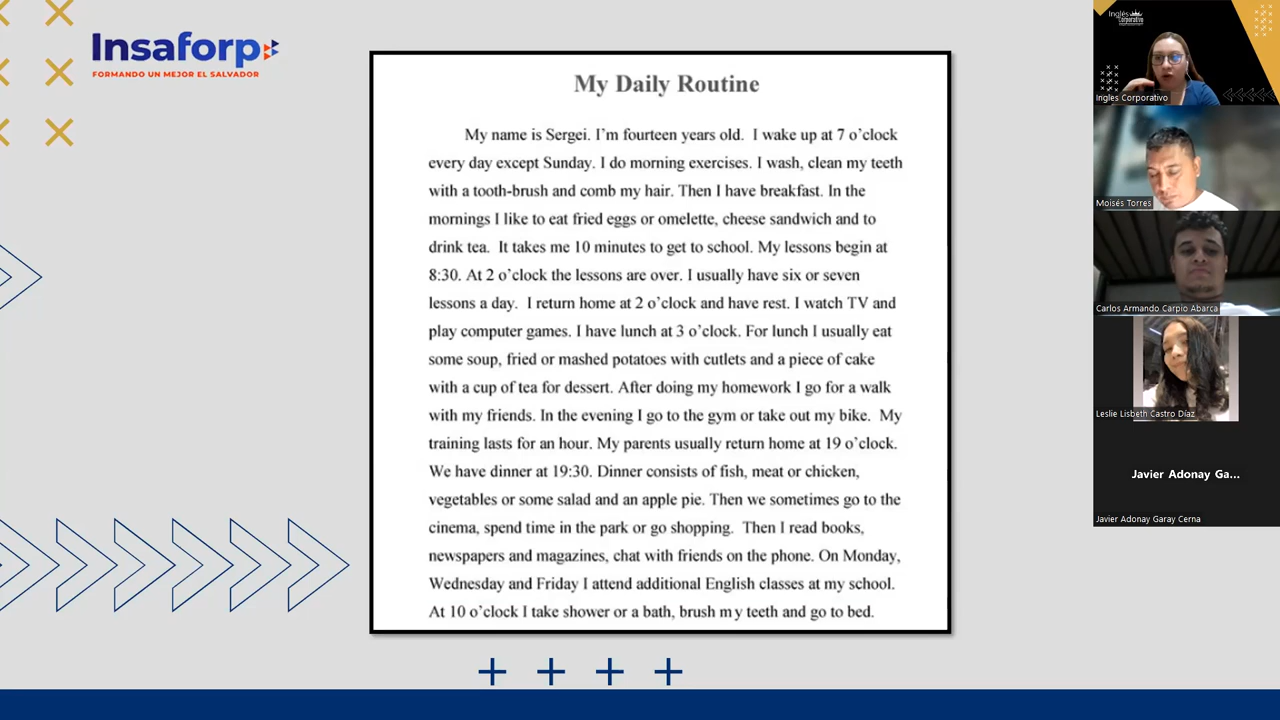 Insaforp
FORMANDO UN MEJOR EL SALVADOR
My Daily Routine
My name is Sergei. I'm fourteen years old. I wake up at 7 o'clock
every day except Sunday. I do morning exercises. I wash, clean my teeth
with a tooth-brush and comb my hair. Then I have breakfast. In the
mornings I like to eat fried eggs or omelette, cheese sandwich and to
drink tea. It takes me 10 minutes to get to school. My lessons begin at
8:30. At 2 o'clock the lessons are over. I usually have six or seven
lessons a day. I return home at 2 o'clock and have rest. I watch TV and
play computer games. I have lunch at 3 o'clock. For lunch I usually eat
some soup, fried or mashed potatoes with cutlets and a piece of cake
with a cup of tea for dessert. After doing my homework I go for a walk
with my friends. In the evening I go to the gym or take out my bike. My
training lasts for an hour. My parents usually return home at 19 o'clock.
We have dinner at 19:30. Dinner consists of fish, meat or chicken,
vegetables or some salad and an apple pie. Then we sometimes go to the
cinema, spend time in the park or go shopping. Then I read books,
newspapers and magazines, chat with friends on the phone. On Monday,
Wednesday and Friday I attend additional English classes at my school.
At 10 o'clock I take shower or a bath, brush my teeth and go to bed.
Inglés
Corporativo
Ingles Corporativo
Moisés Torres
Carlos Armando Carpio Abarca
Leslie Lisbeth Castro Díaz
Javier Adonay Ga...
Javier Adonay Garay Cerna